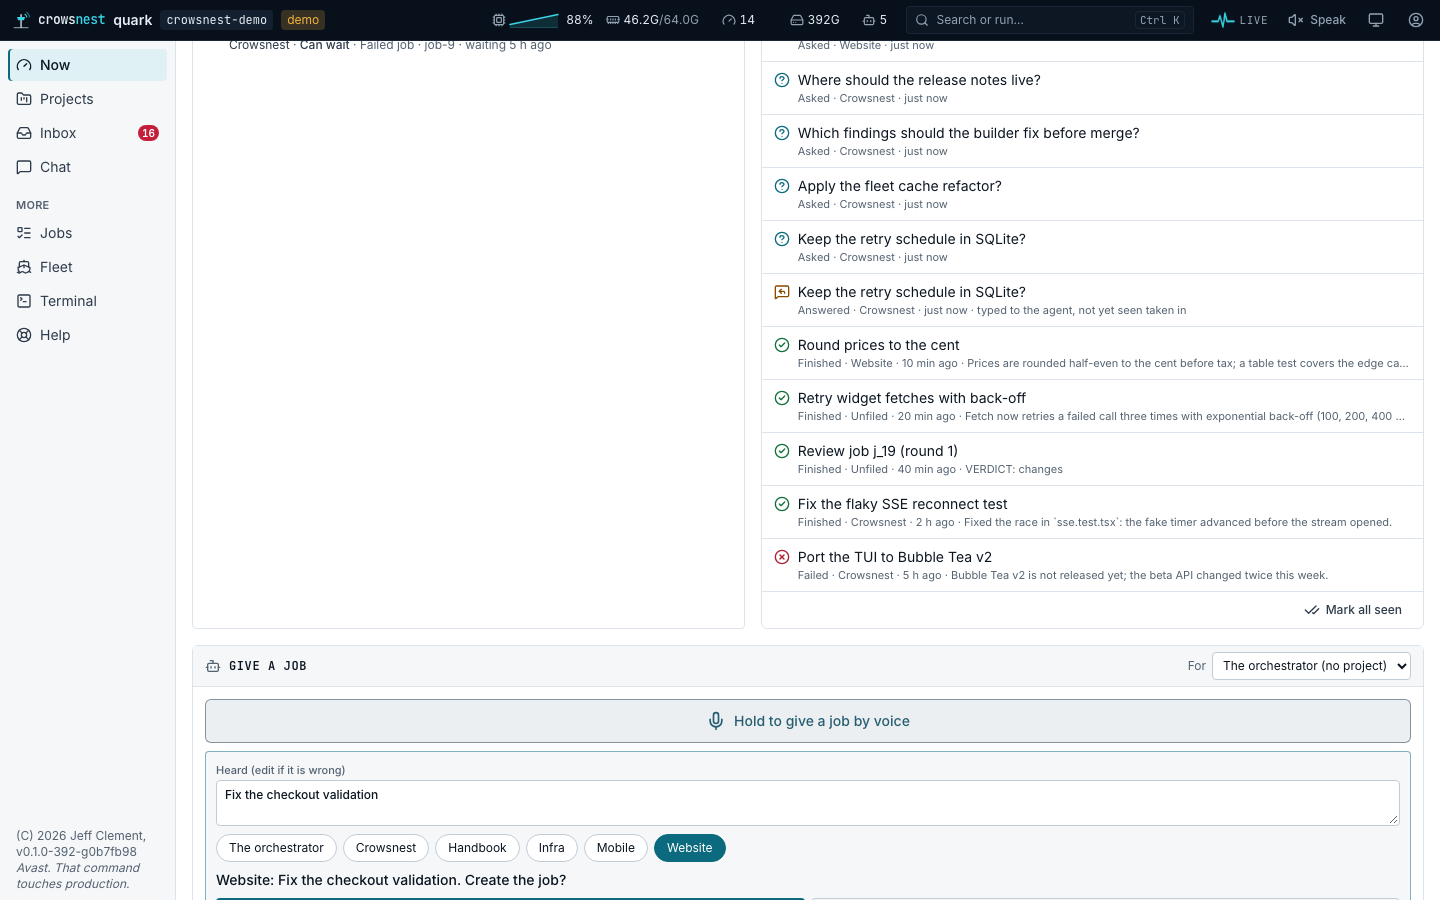 crowsnest quark crowsnest-demo demo 88% 46.2G/64.0G 14 392G 5 Search or run... Ctrl K LIVE Speak
Now
Projects
Inbox 16
Chat
MORE
Jobs
Fleet
Terminal
Help
(C) 2026 Jeff Clement,
v0.1.0-392-g0b7fb98
Avast. That command
touches production.
Crowsnest · Can wait · Failed job · job-9 · waiting 5 h ago
Asked · Website · just now
Where should the release notes live?
Asked · Crowsnest · just now
Which findings should the builder fix before merge?
Asked · Crowsnest · just now
Apply the fleet cache refactor?
Asked · Crowsnest · just now
Keep the retry schedule in SQLite?
Asked · Crowsnest · just now
Keep the retry schedule in SQLite?
Answered · Crowsnest · just now · typed to the agent, not yet seen taken in
Round prices to the cent
Finished · Website · 10 min ago · Prices are rounded half-even to the cent before tax; a table test covers the edge ca...
Retry widget fetches with back-off
Finished · Unfiled · 20 min ago · Fetch now retries a failed call three times with exponential back-off (100, 200, 400 ...
Review job j_19 (round 1)
Finished · Unfiled · 40 min ago · VERDICT: changes
Fix the flaky SSE reconnect test
Finished · Crowsnest · 2 h ago · Fixed the race in `sse.test.tsx`: the fake timer advanced before the stream opened.
Port the TUI to Bubble Tea v2
Failed · Crowsnest · 5 h ago · Bubble Tea v2 is not released yet; the beta API changed twice this week.
Mark all seen
GIVE A JOB For The orchestrator (no project)
Hold to give a job by voice
Heard (edit if it is wrong)
Fix the checkout validation
The orchestrator Crowsnest Handbook Infra Mobile Website
Website: Fix the checkout validation. Create the job?